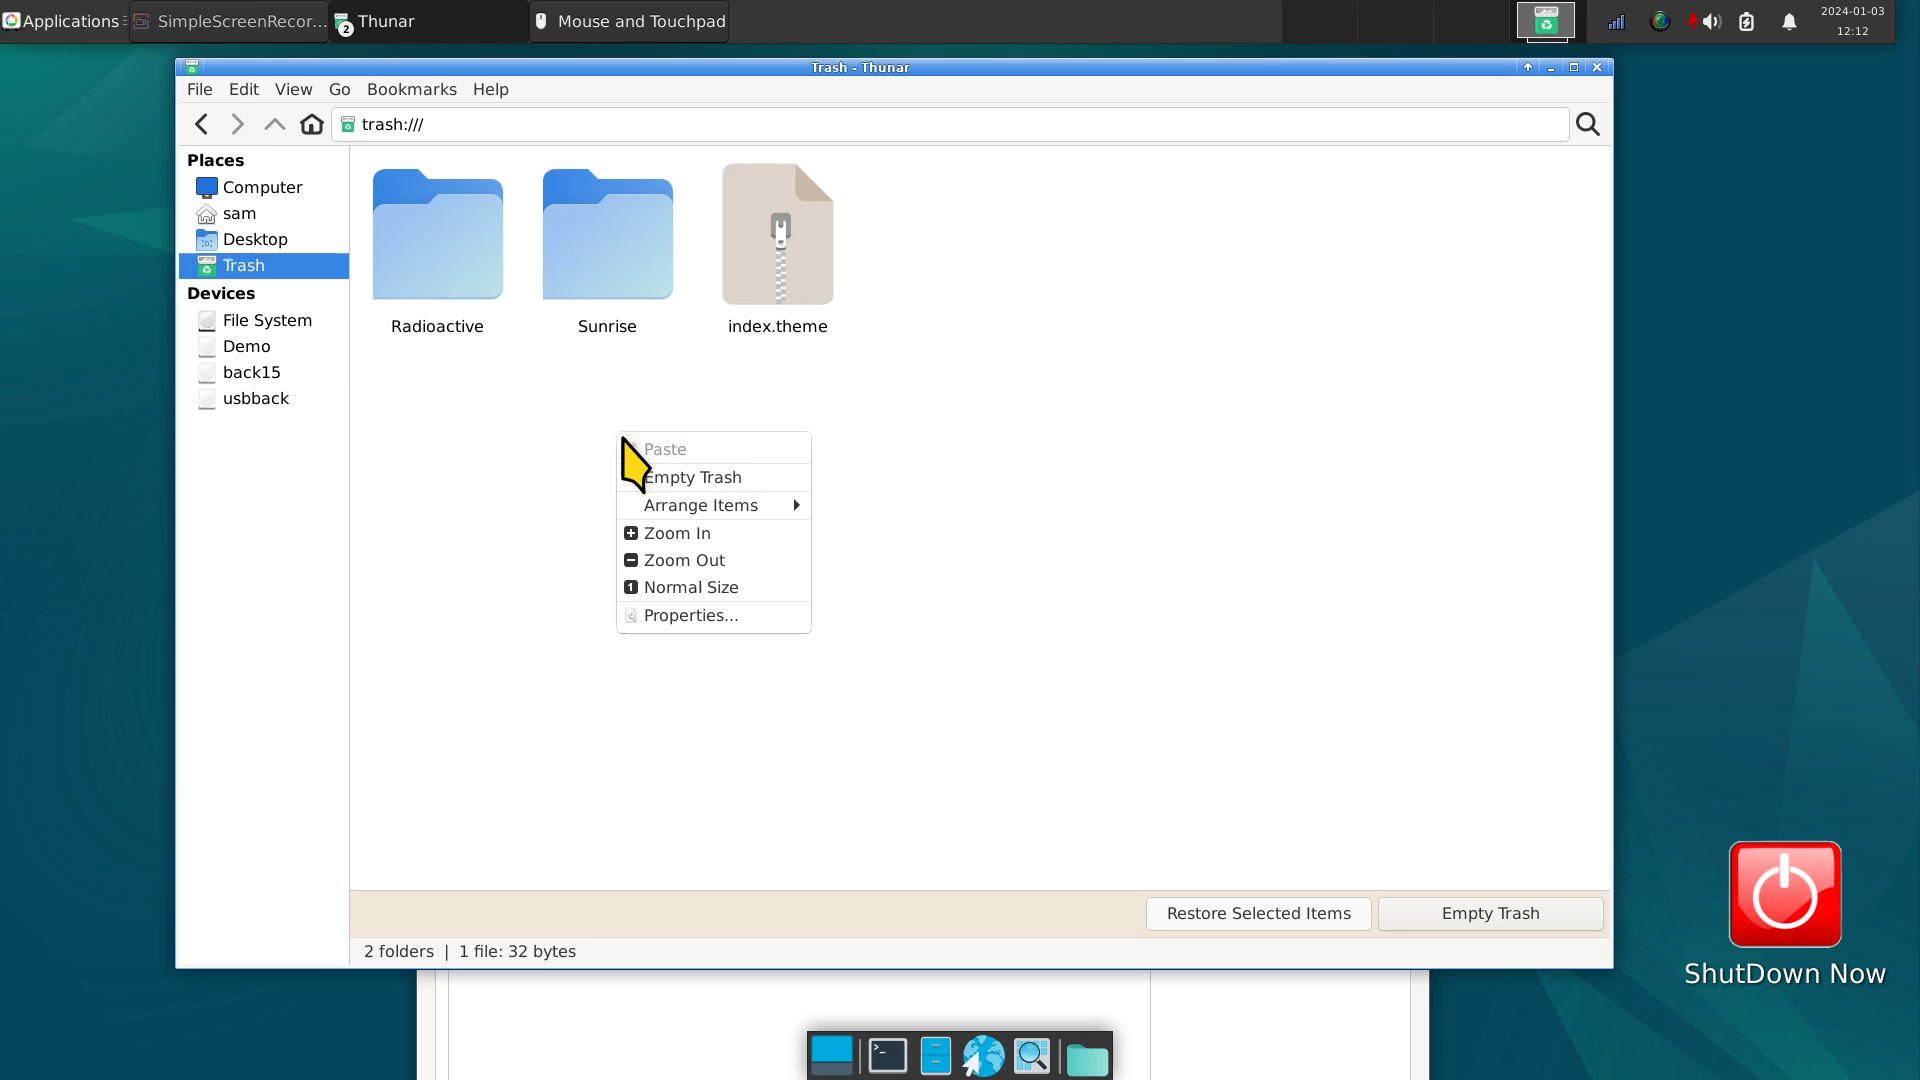 Applications
SimpleScreenRecor...
2
Thunar
Mouse and Touchpad
2024-01-03
12:12
Trash - Thunar
File Edit View Go Bookmarks Help
trash:///
Places
Computer
sam
Desktop
Trash
Devices
File System
Demo
back15
usbback
Radioactive
Sunrise
index.theme
Paste
Empty Trash
Arrange Items
Zoom In
Zoom Out
1 Normal Size
Properties...
Restore Selected Items
Empty Trash
2 folders | 1 file: 32 bytes
ShutDown Now